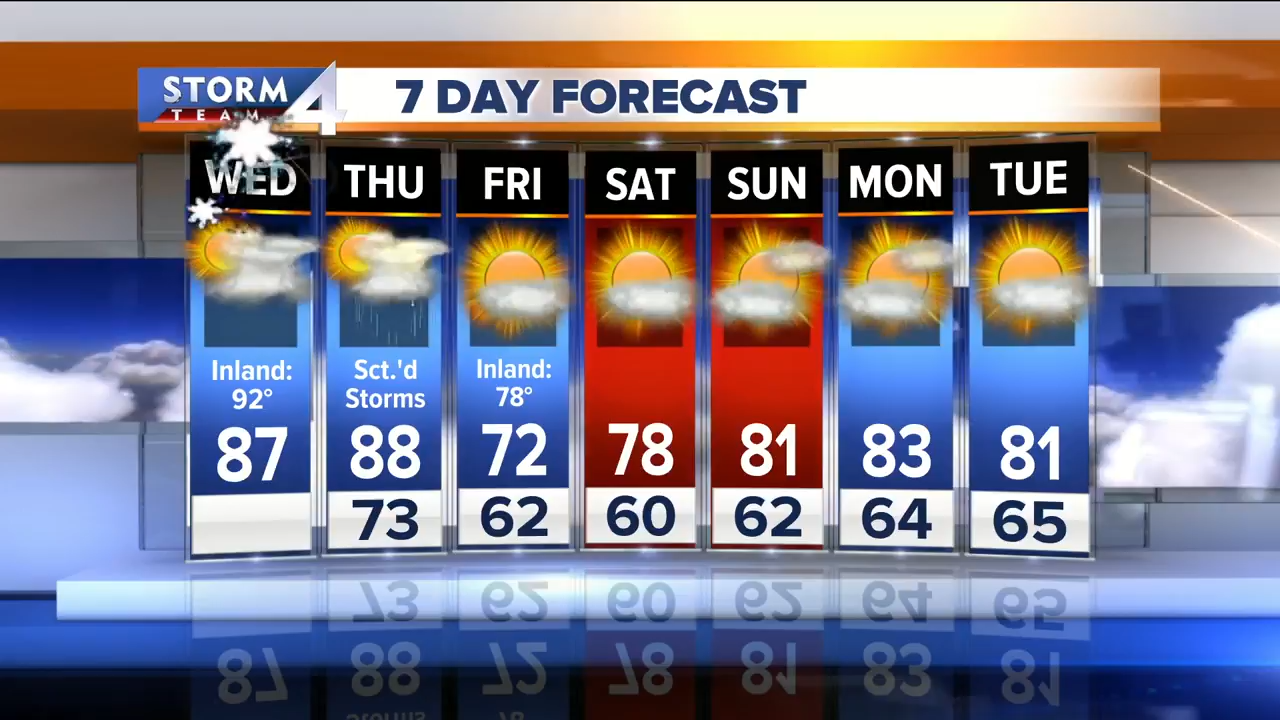 STORM
TEAM
4
7 DAY FORECAST
WED THU FRI SAT SUN MON TUE
Inland: Sct.'d Inland:
92° Storms 78°
87 88 72 78 81 83 81
73 62 60 62 64 65